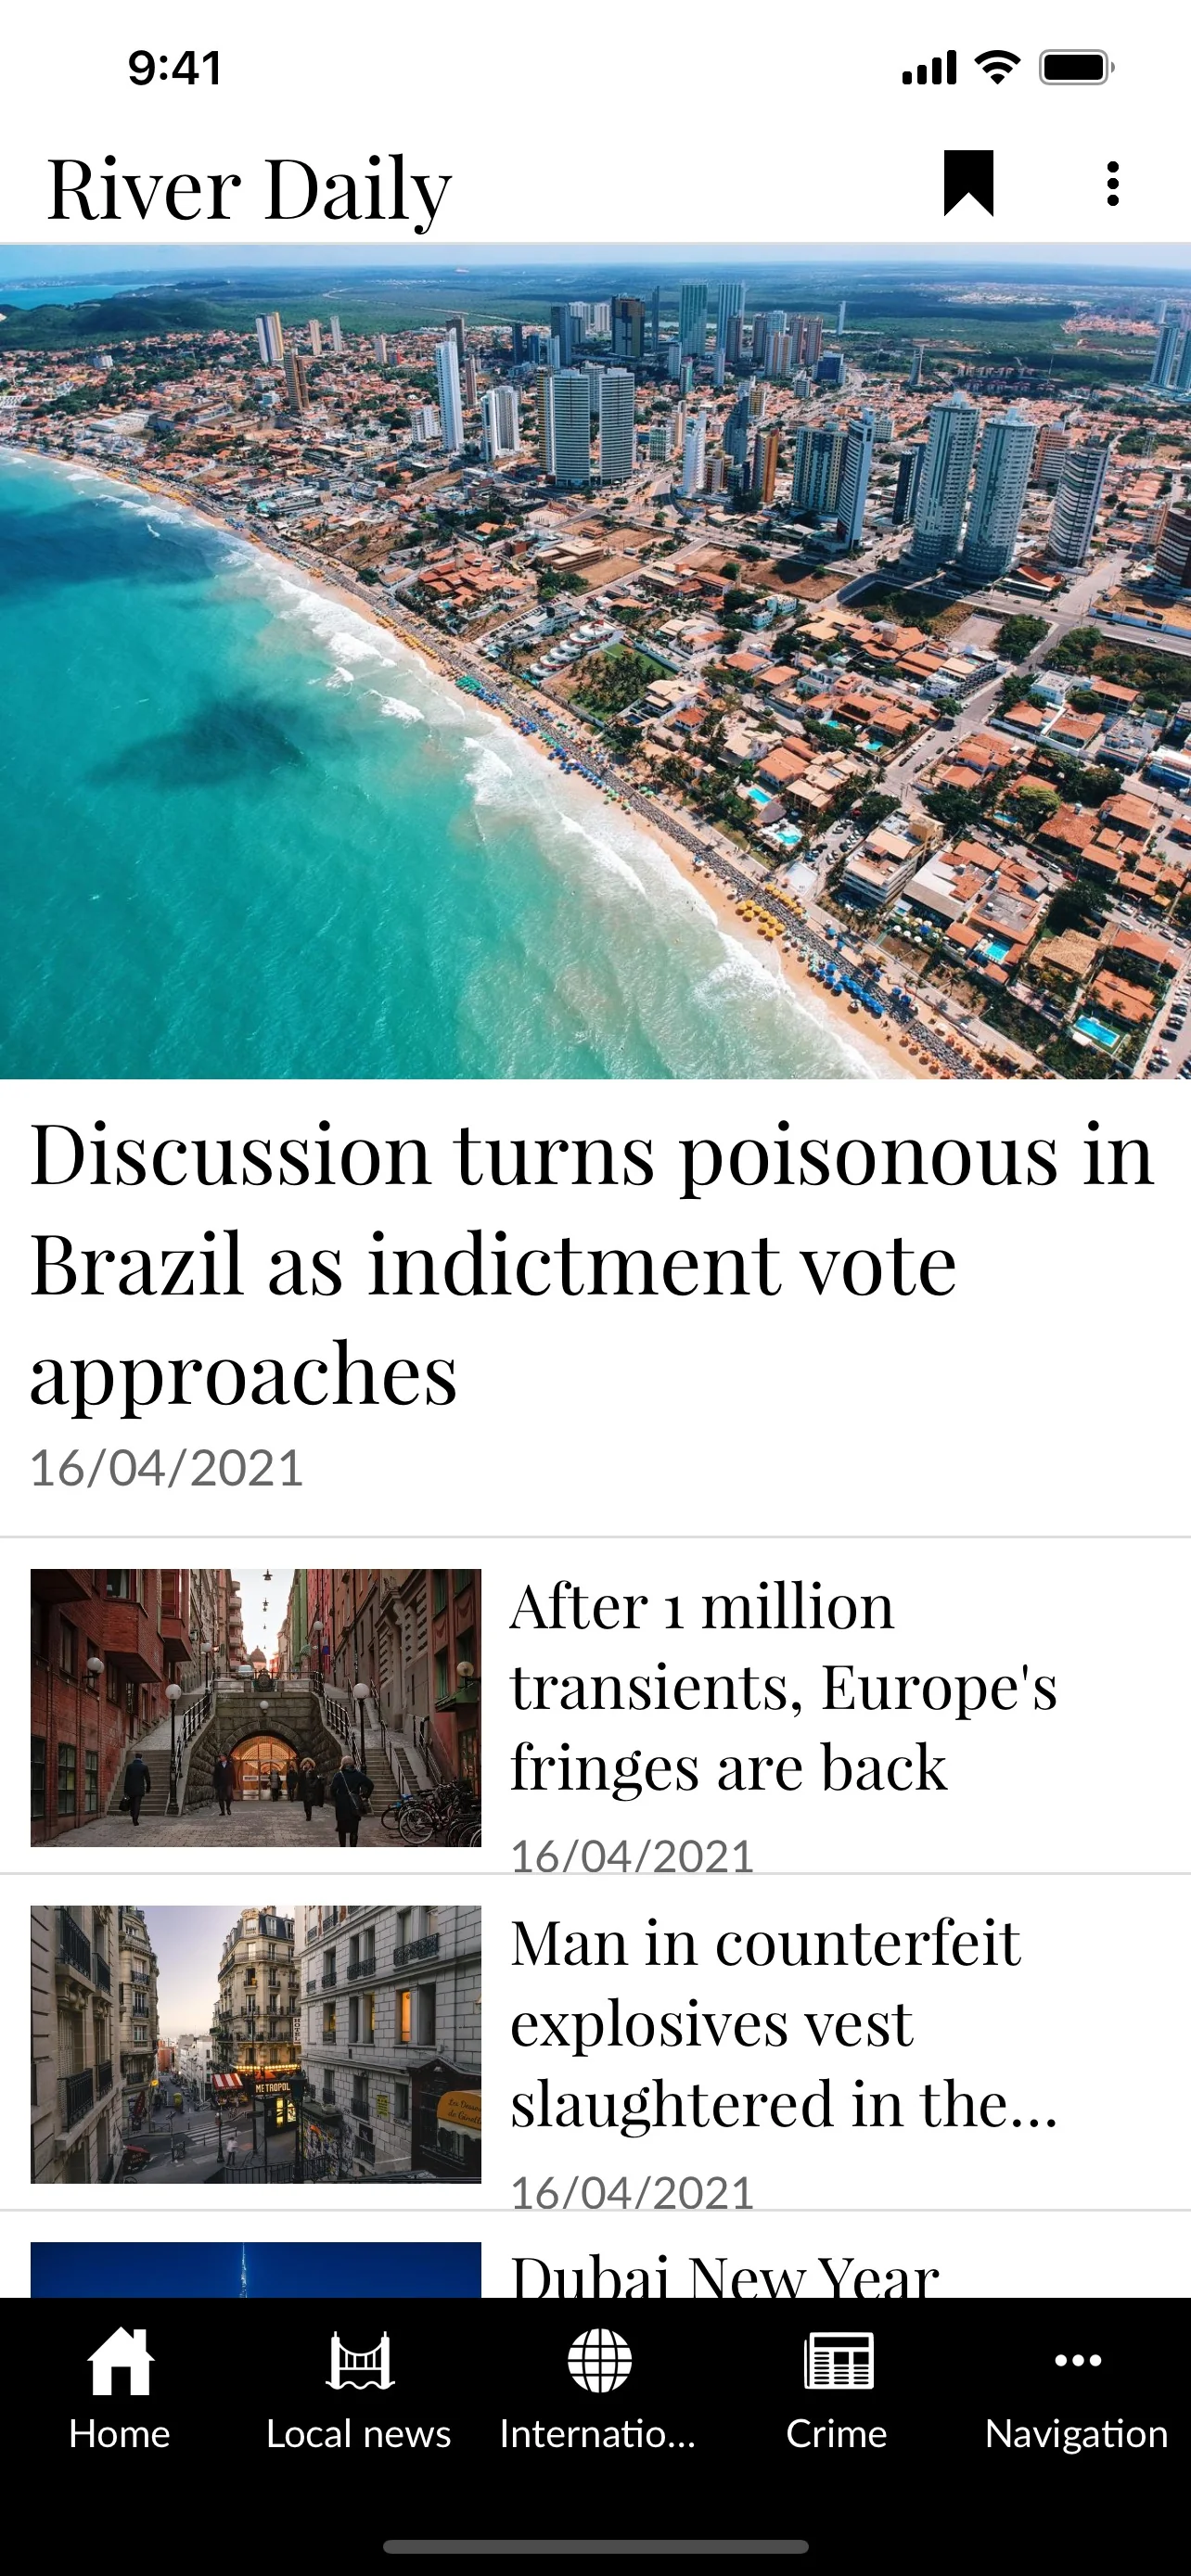 9:41
River Daily
Discussion turns poisonous in
Brazil as indictment vote
approaches
16/04/2021
After 1 million
transients, Europe's
fringes are back
16/04/2021
METROPOL
HOTEL
Man in counterfeit
explosives vest
slaughtered in the...
16/04/2021
Dubai New Year
Home
Local news
Internatio...
Crime
Navigation